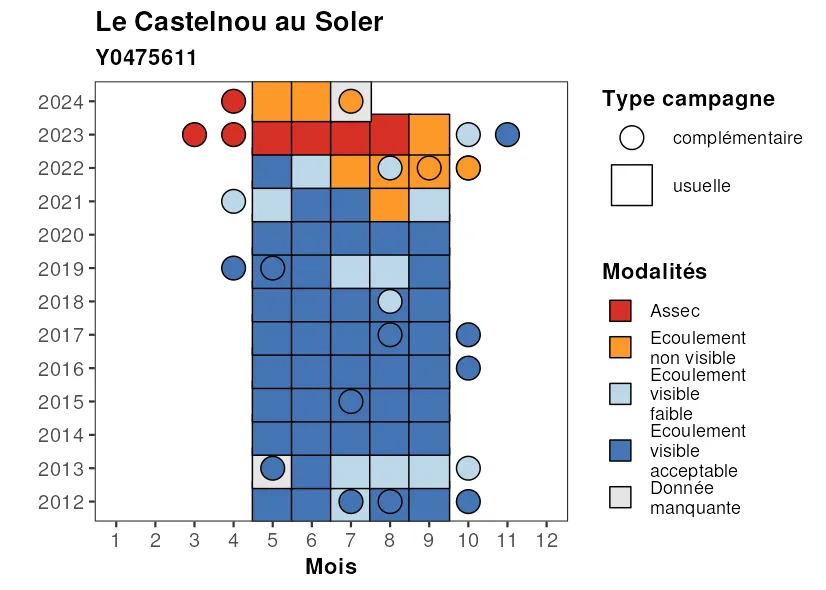 Le Castelnou au Soler
Y0475611
2024
2023
2022
2021
2020
2019
2018
2017
2016
2015
2014
2013
2012
1 2 3 4 5 6 7 8 9 10 11 12
Mois
Type campagne
complémentaire
usuelle
Modalités
Assec
Ecoulement
non visible
Ecoulement
visible
faible
Ecoulement
visible
acceptable
Donnée
manquante